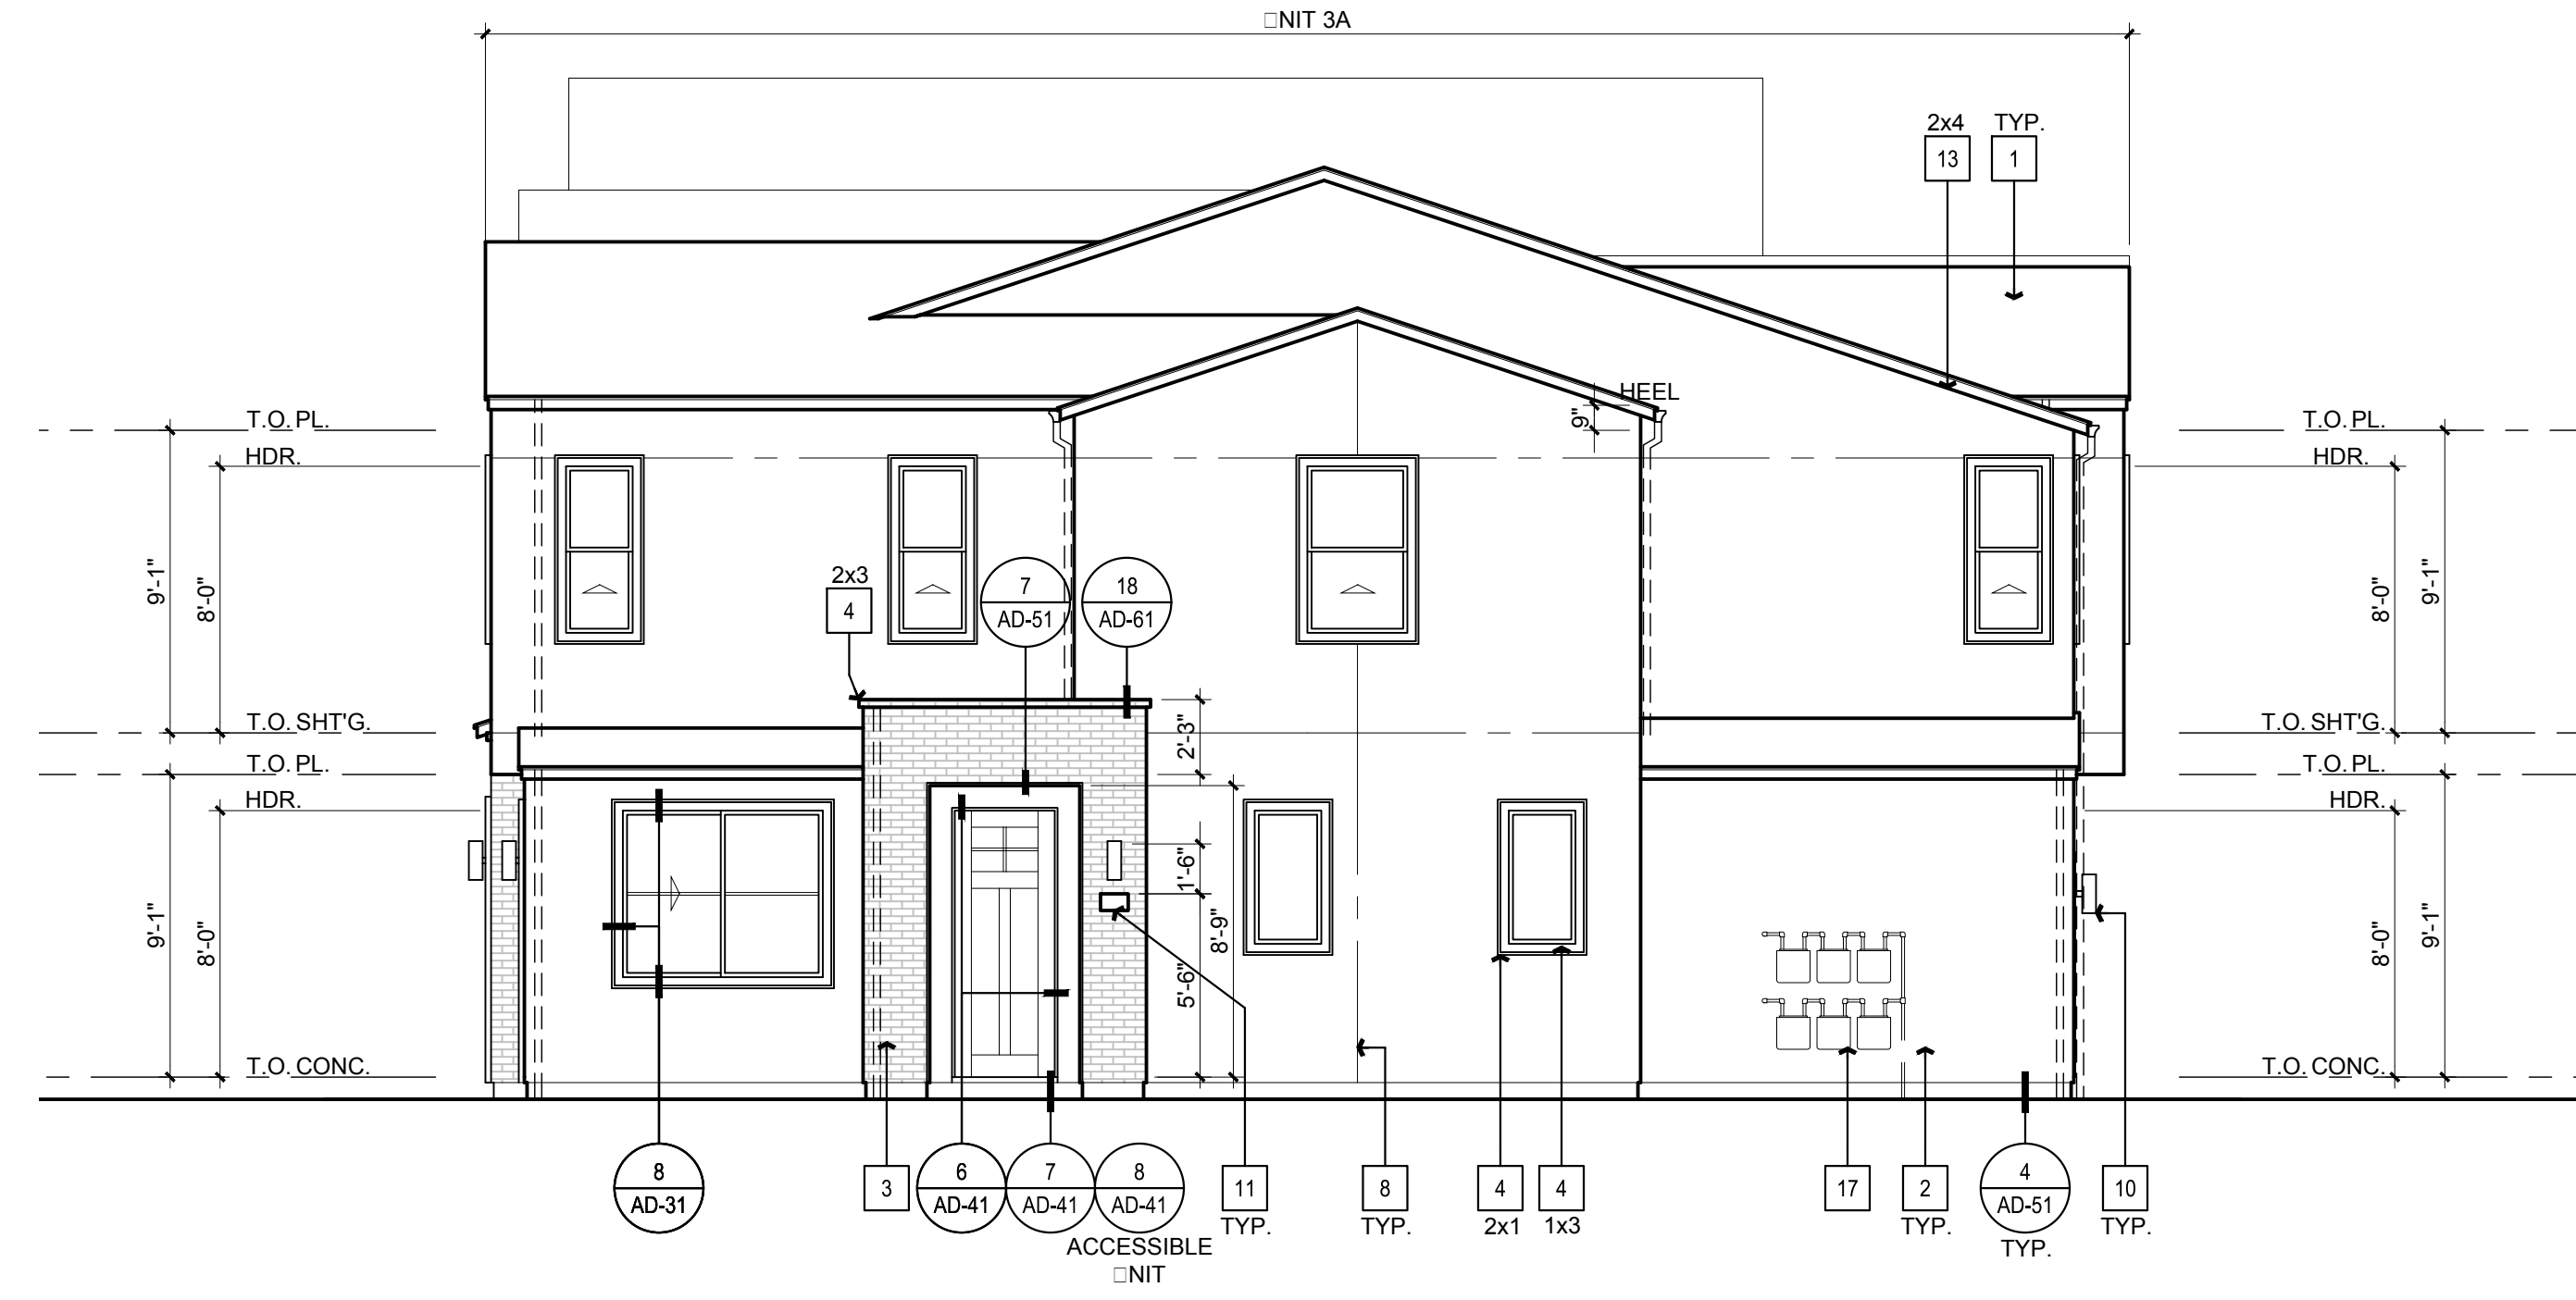 □NIT 3A
2x4 TYP.
13 1
HEEL
9"
T.O. PL.
HDR.
9'-1"
8'-0"
T.O. SHT'G.
T.O. PL.
HDR.
9'-1"
8'-0"
T.O. CONC.
T.O. PL.
HDR.
8'-0"
9'-1"
T.O. SHT'G.
T.O. PL.
HDR.
8'-0"
9'-1"
T.O. CONC.
2x3
4
7
AD-51
18
AD-61
2'-3"
1'-6"
8'-9"
5'-6"
8
AD-31
3
6
AD-41
7
AD-41
8
AD-41
ACCESSIBLE
□NIT
11
TYP.
8
TYP.
4
2x1
4
1x3
17
2
TYP.
4
AD-51
TYP.
10
TYP.